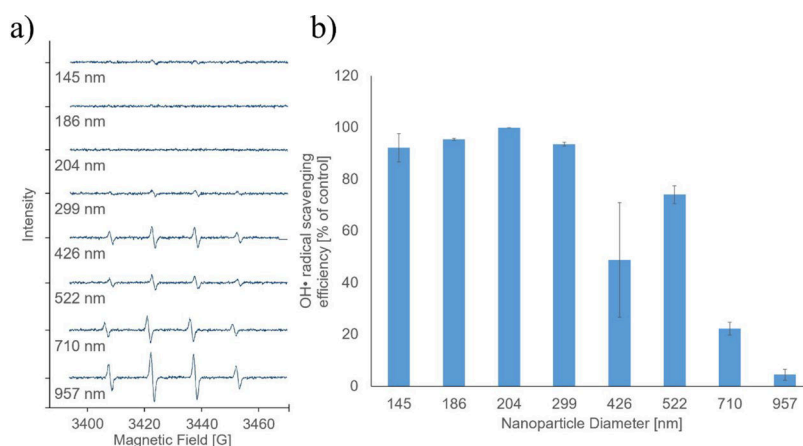 a)
145 nm
186 nm
204 nm
299 nm
426 nm
522 nm
710 nm
957 nm
Intensity
3400 3420 3440 3460
Magnetic Field [G]
b)
120
100
80
60
40
20
0
OH• radical scavenging
efficiency [% of control]
145 186 204 299 426 522 710 957
Nanoparticle Diameter [nm]